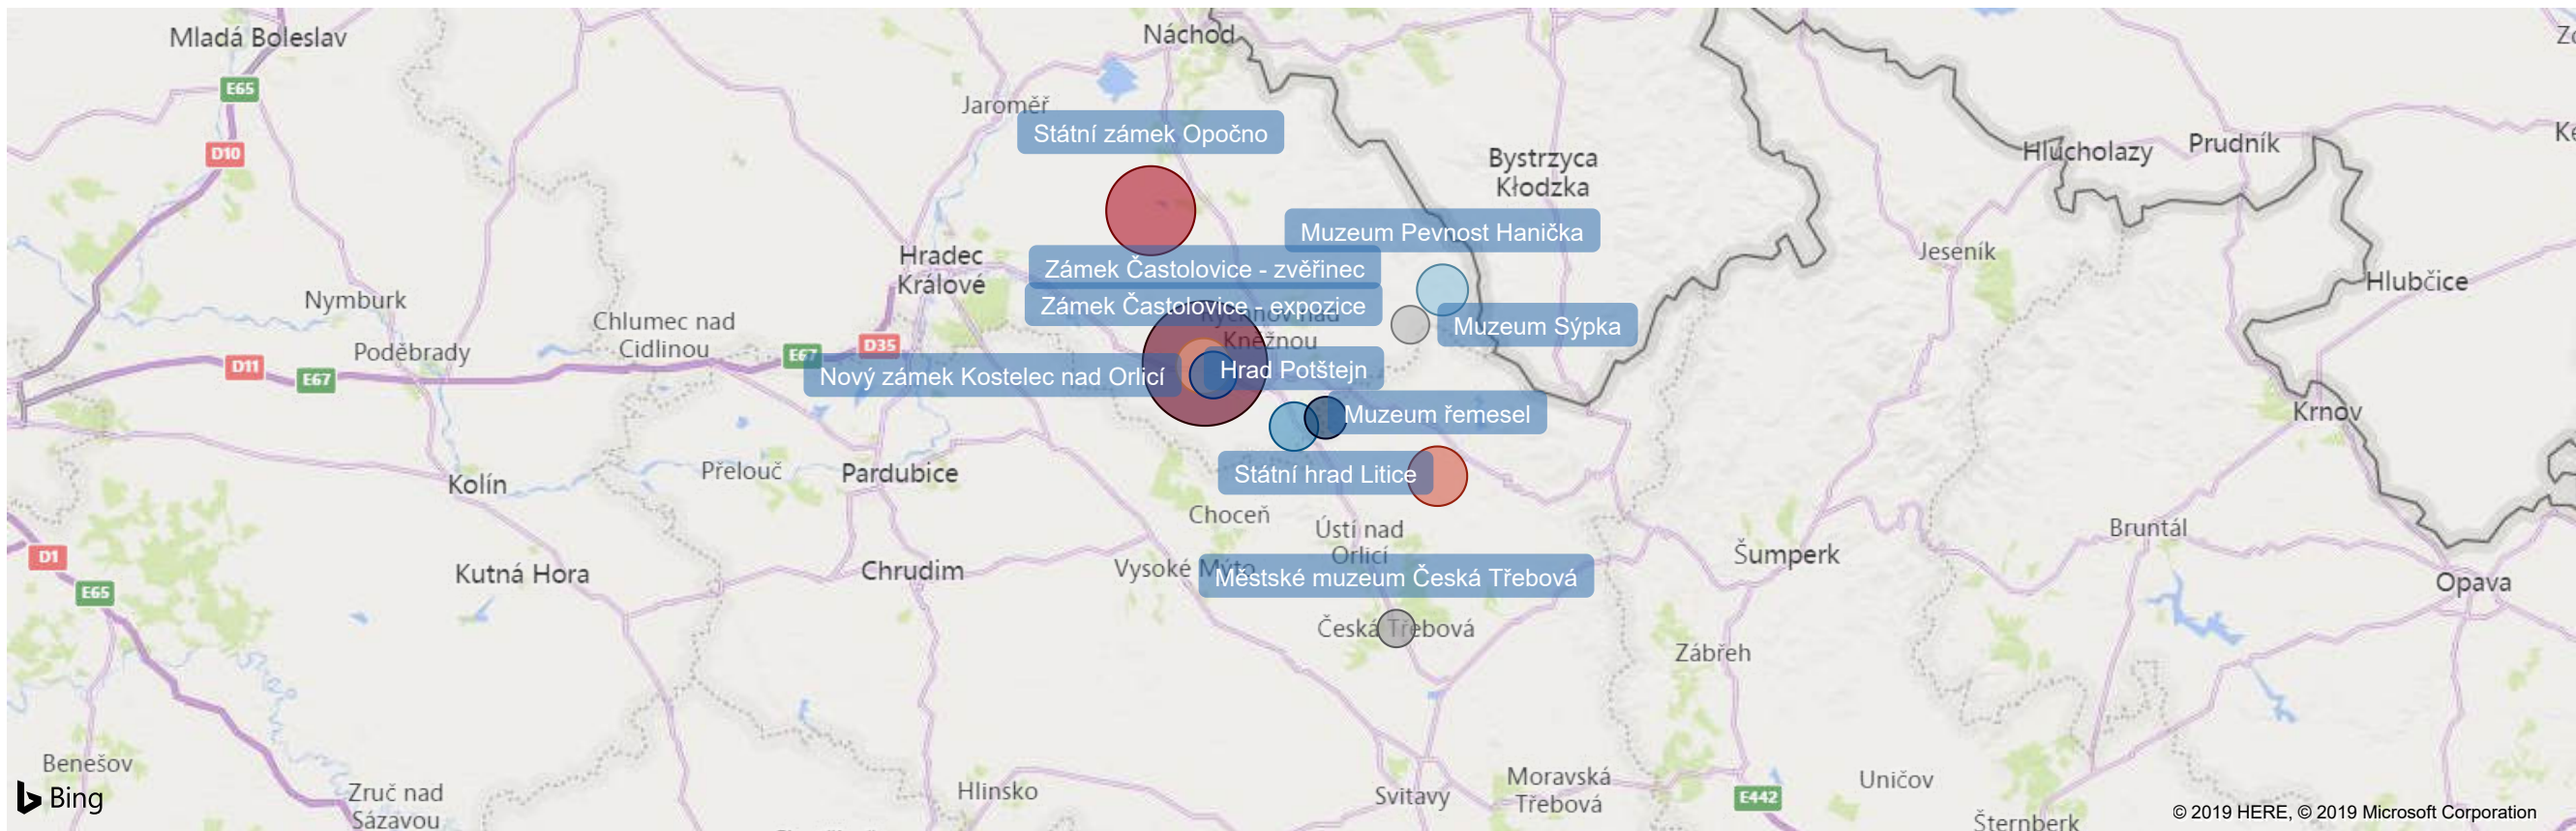 Mladá Boleslav
Náchod
E65
Jaroměř
Státní zámek Opočno
D10
Bystrzyca
Kłodzka
Hlucholazy
Prudník
Muzeum Pevnost Hanička
Hradec
Králové
Zámek Častolovice - zvěřinec
Jeseník
Hlubčice
Nymburk
Zámek Častolovice - expozice
Rychnov nad
Kněžnou
Chlumec nad
Cidlinou
Muzeum Sýpka
Poděbrady
E67
D35
D11
E67
Nový zámek Kostelec nad Orlicí
Hrad Potštejn
Muzeum řemesel
Krnov
Přelouč
Pardubice
Kolín
Státní hrad Litice
Choceň
Ústí nad
Orlicí
Bruntál
D1
Šumperk
Kutná Hora
Chrudim
Vysoké Mýto
Městské muzeum Česká Třebová
Opava
E65
Česká Třebová
Zábřeh
Benešov
Bing
Zruč nad
Sázavou
Hlinsko
Svitavy
Moravská
Třebová
E442
Uničov
Šternberk
© 2019 HERE, © 2019 Microsoft Corporation